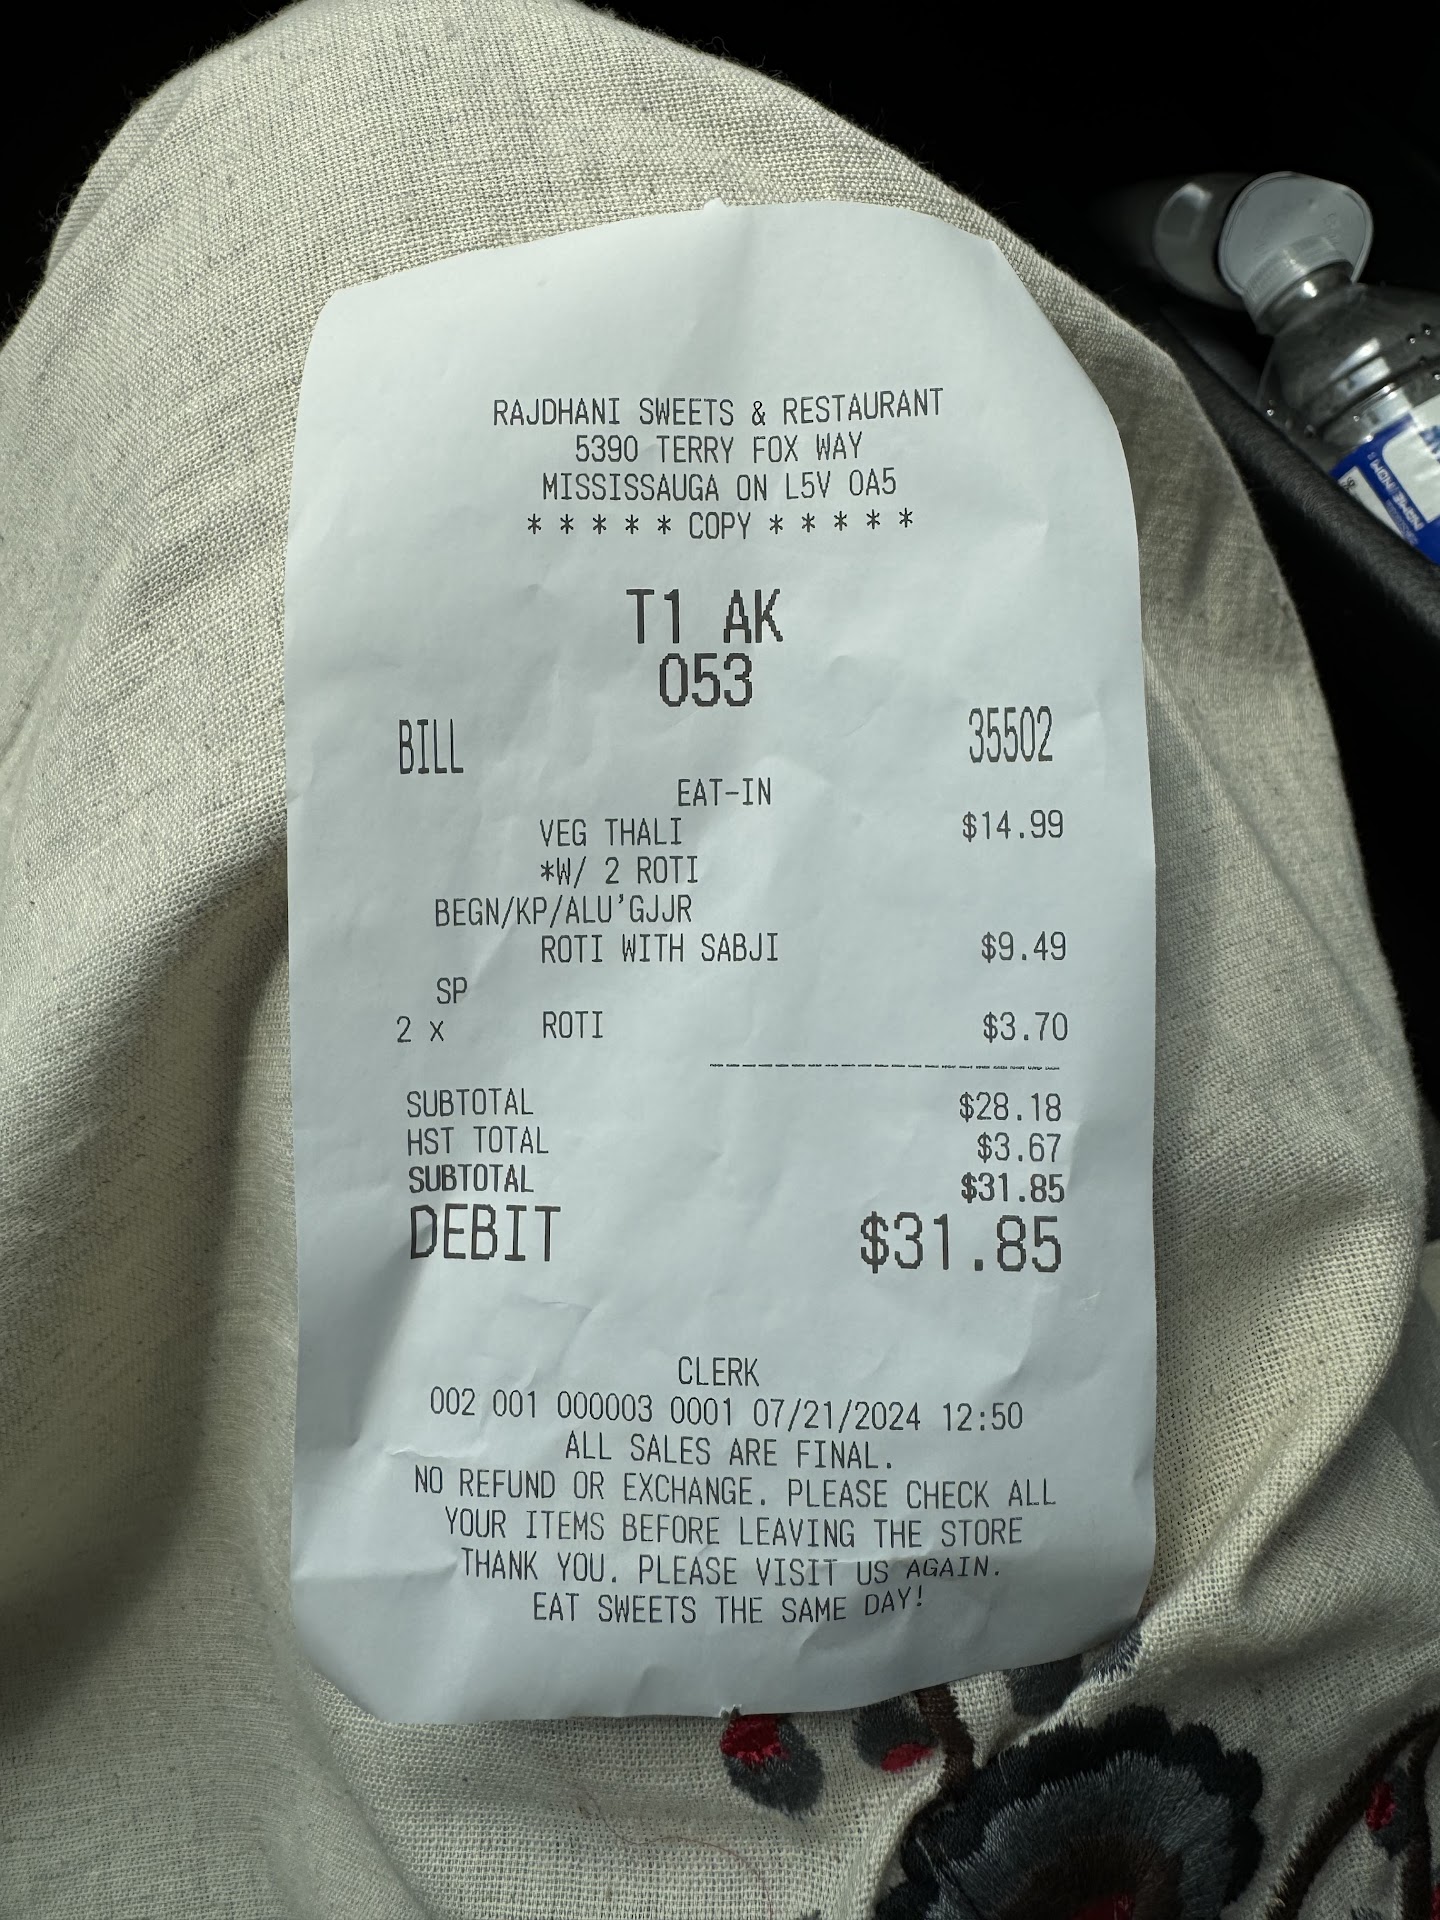 RAJDHANI SWEETS & RESTAURANT
5390 TERRY FOX WAY
MISSISSAUGA ON L5V 0A5
* * * * * COPY * * * * *
T1 AK
053
BILL 35502
EAT-IN
VEG THALI $14.99
*W/ 2 ROTI
BEGN/KP/ALU'GJJR
ROTI WITH SABJI $9.49
SP
2 x ROTI $3.70
SUBTOTAL $28.18
HST TOTAL $3.67
SUBTOTAL $31.85
DEBIT $31.85
CLERK
002 001 000003 0001 07/21/2024 12:50
ALL SALES ARE FINAL.
NO REFUND OR EXCHANGE. PLEASE CHECK ALL
YOUR ITEMS BEFORE LEAVING THE STORE
THANK YOU. PLEASE VISIT US AGAIN.
EAT SWEETS THE SAME DAY!